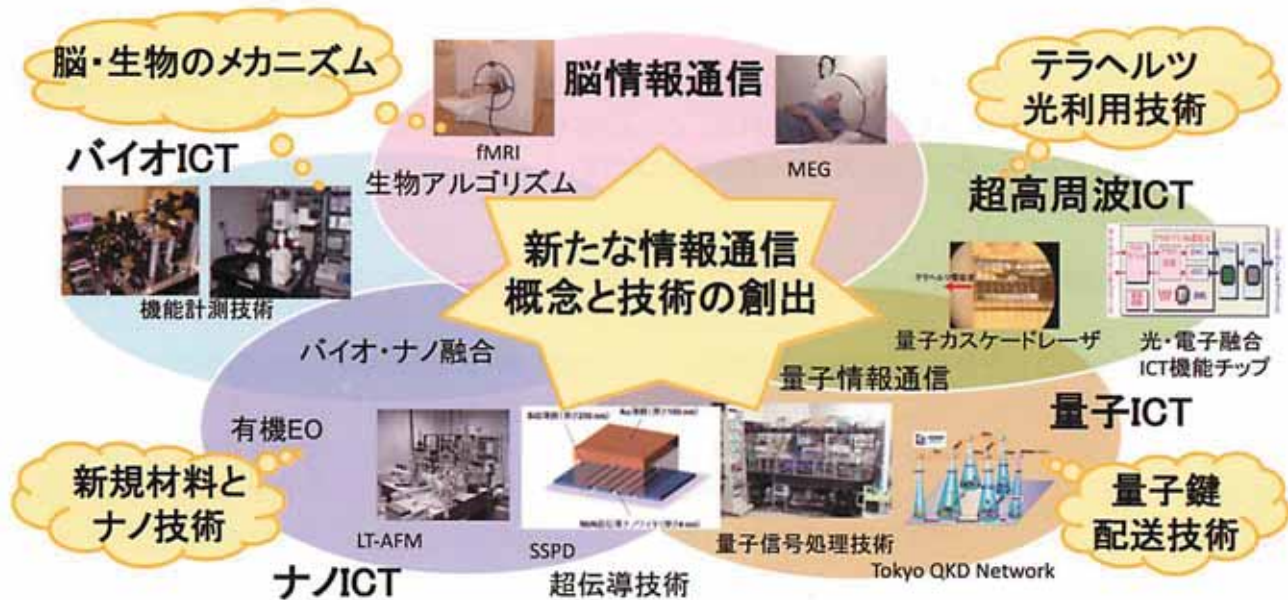 脳・生物のメカニズム
脳情報通信
テラヘルツ
光利用技術
fMRI
MEG
バイオICT
生物アルゴリズム
超高周波ICT
機能計測技術
新たな情報通信
概念と技術の創出
量子カスケードレーザ
光・電子融合
ICT機能チップ
バイオ・ナノ融合
量子情報通信
量子ICT
有機EO
新規材料と
ナノ技術
量子鍵
配送技術
LT-AFM
SSPD
量子信号処理技術
Tokyo QKD Network
ナノICT
超伝導技術